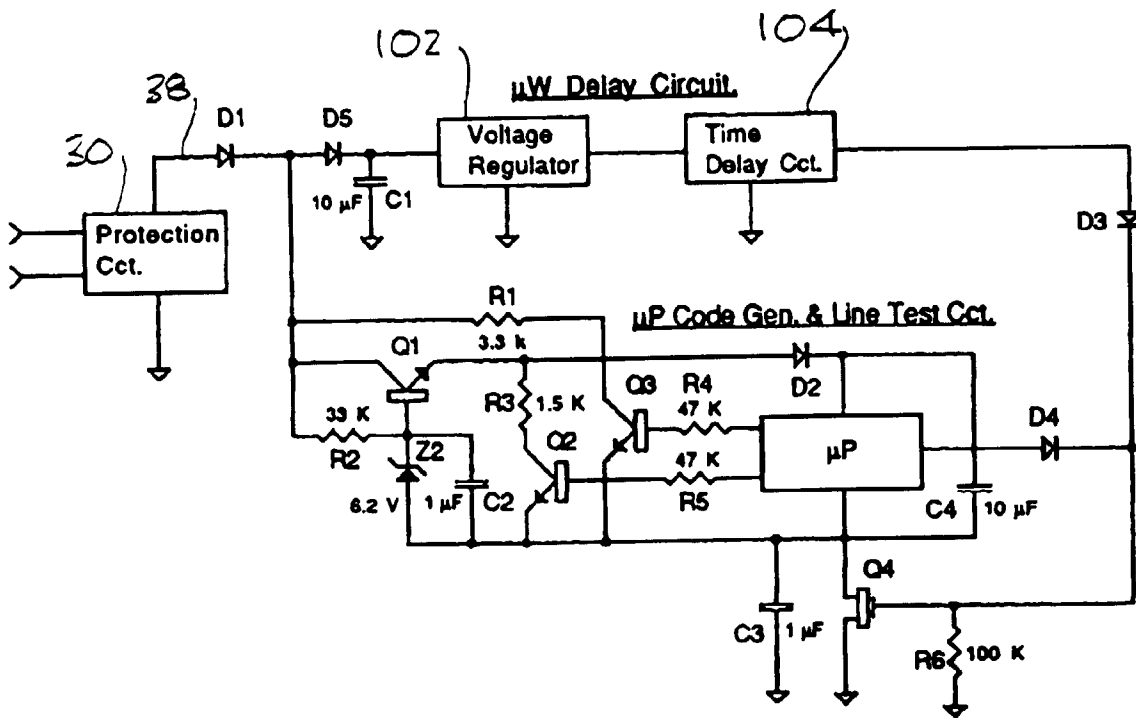 102
104
µW Delay Circuit.
38
D1
D5
Voltage
Regulator
Time
Delay Cct.
30
10 µF
C1
D3
Protection
Cct.
R1
3.3 k
µP Code Gen. & Line Test Cct.
Q1
D2
Q3
R4
47 K
R3
1.5 K
33 K
R2
Z2
Q2
47 K
R5
µP
D4
6.2 V
1 µF
C2
C4
10 µF
Q4
C3
1 µF
R6
100 K